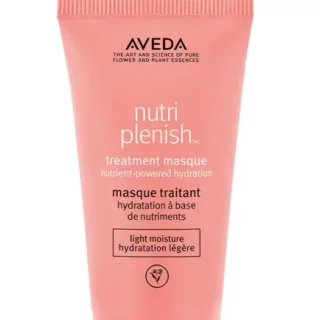 AVEDA
THE ART AND SCIENCE OF PURE
FLOWER AND PLANT ESSENCES
nutri
plenish™
treatment masque
nutrient-powered hydration
masque traitant
hydratation à base
de nutriments
light moisture
hydratation légère